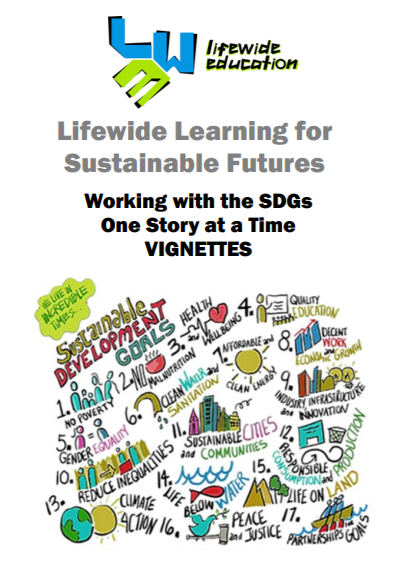 LWE
lifewide
education
Lifewide Learning for
Sustainable Futures
Working with the SDGs
One Story at a Time
VIGNETTES
WE LIVE IN
INCREDIBLE
TIMES...
Sustainable
DEVELOPMENT
GOALS
1.
NO POVERTY
2. NO
MALNUTRITION
3. HEALTH
and
WELLBEING
4. QUALITY
EDUCATION
5.
GENDER EQUALITY
6. CLEAN WATER and
SANITATION
7. AFFORDABLE and
CLEAN ENERGY
8. DECENT
WORK
and
ECONOMIC GROWTH
9.
INDUSTRY, INFRASTRUCTURE
and INNOVATION
10.
REDUCE INEQUALITIES
11.
SUSTAINABLE CITIES
and COMMUNITIES
12.
RESPONSIBLE
CONSUMPTION and PRODUCTION
13.
CLIMATE
ACTION
14.
LIFE
BELOW WATER
15.
LIFE ON LAND
16.
PEACE
and JUSTICE
17.
PARTNERSHIPS
GOALS